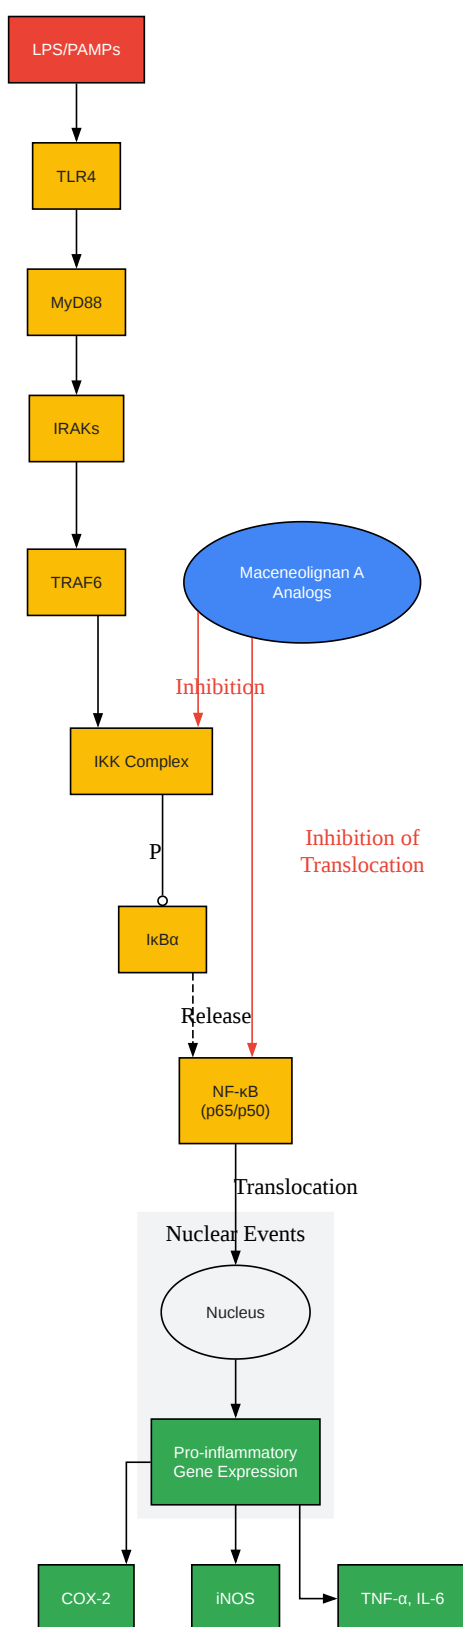 LPS/PAMPs
TLR4
MyD88
IRAKs
TRAF6
Maceneolignan A
Analogs
Inhibition
IKK Complex
P
Inhibition of
Translocation
IκBα
Release
NF-κB
(p65/p50)
Translocation
Nuclear Events
Nucleus
Pro-inflammatory
Gene Expression
COX-2
iNOS
TNF-α, IL-6